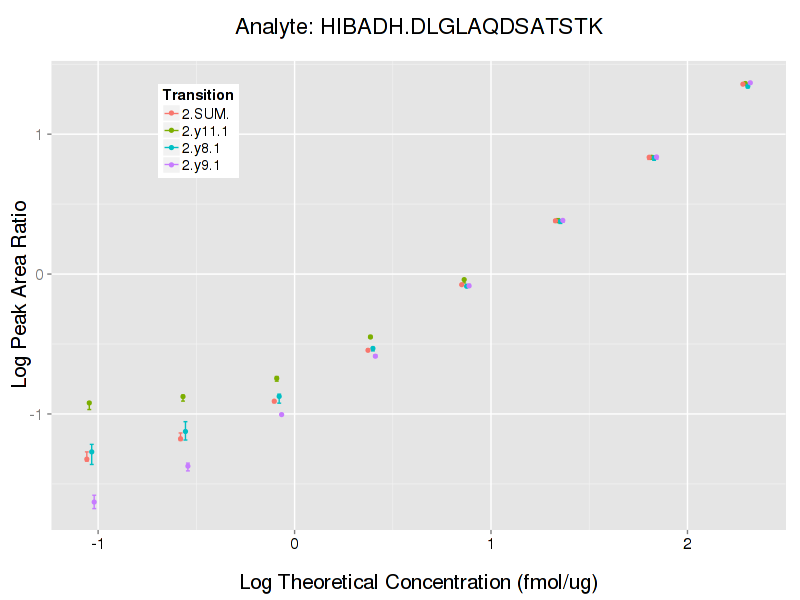 Analyte: HIBADH.DLGLAQDSATSTK
Transition
2.SUM.
2.y11.1
2.y8.1
2.y9.1
Log Peak Area Ratio
1
0
-1
-1
0
1
2
Log Theoretical Concentration (fmol/ug)